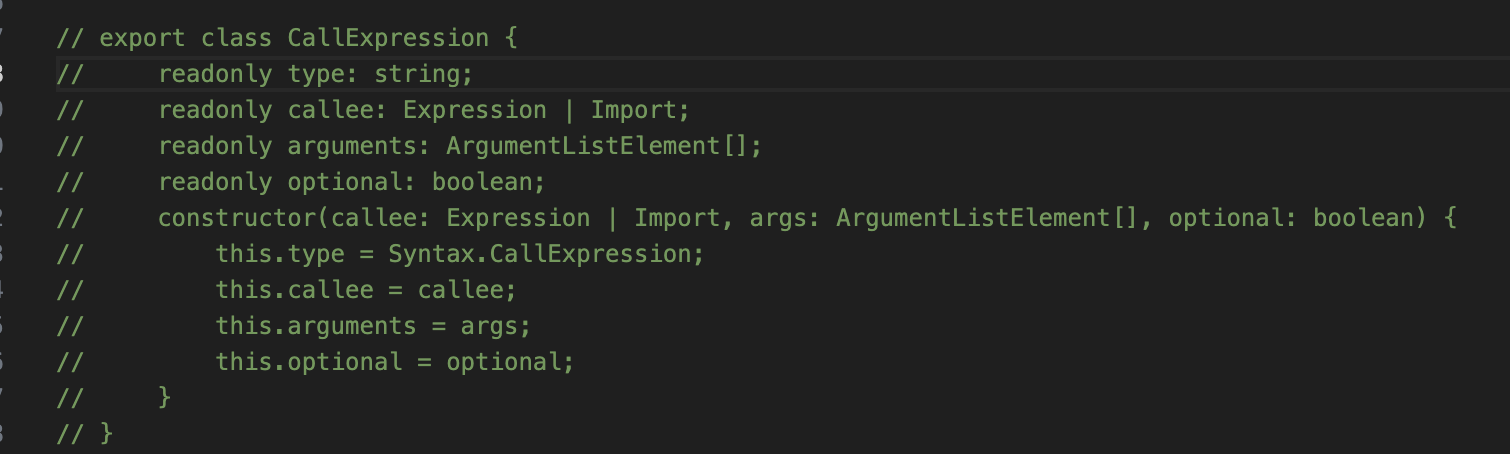 // export class CallExpression {
//     readonly type: string;
//     readonly callee: Expression | Import;
//     readonly arguments: ArgumentListElement[];
//     readonly optional: boolean;
//     constructor(callee: Expression | Import, args: ArgumentListElement[], optional: boolean) {
//         this.type = Syntax.CallExpression;
//         this.callee = callee;
//         this.arguments = args;
//         this.optional = optional;
//     }
// }